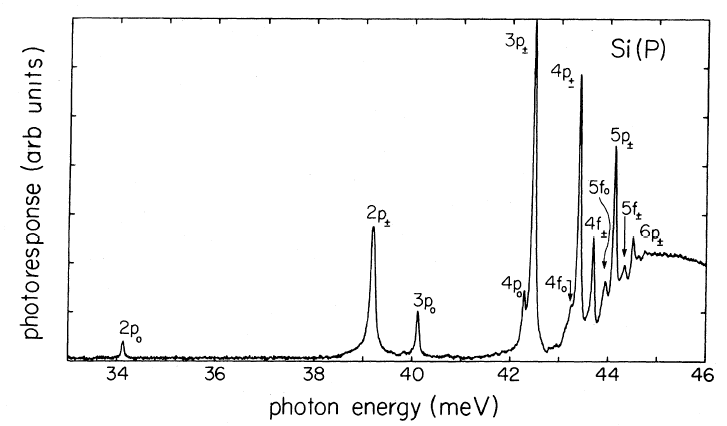 photoresponse (arb units)
Si(P)
3p±
4p±
5p±
5f₀
5f±
2p±
4f±
6p±
4p₀
4f₀
3p₀
2p₀
34 36 38 40 42 44 46
photon energy (meV)